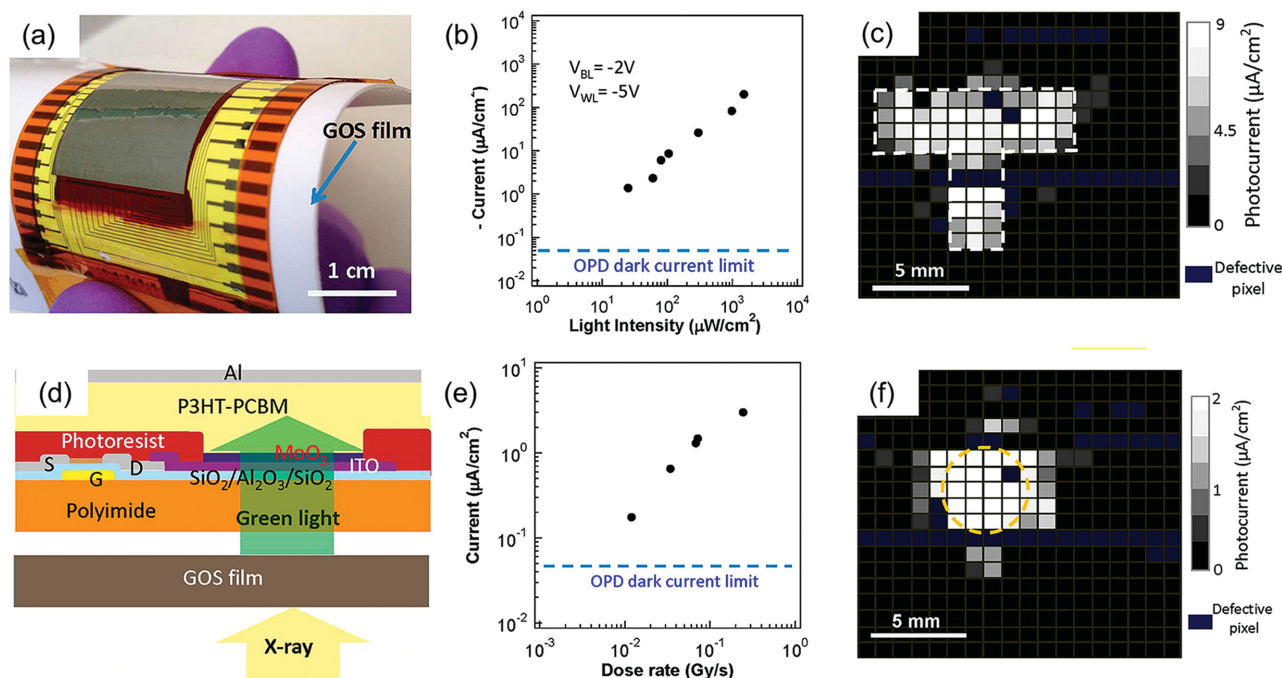 (a)
GOS film
1 cm
(b)
V_BL= -2V
V_WL= -5V
- Current (µA/cm²)
10⁴
10³
10²
10¹
10⁰
10⁻¹
10⁻²
OPD dark current limit
10⁰ 10¹ 10² 10³ 10⁴
Light Intensity (µW/cm²)
(c)
5 mm
9
4.5
0
Photocurrent (µA/cm²)
Defective
pixel
(d)
Al
P3HT-PCBM
Photoresist
MoO₃
S
D
ITO
G
SiO₂/Al₂O₃/SiO₂
Polyimide
Green light
GOS film
X-ray
(e)
Current (µA/cm²)
10¹
10⁰
10⁻¹
10⁻²
OPD dark current limit
10⁻³ 10⁻² 10⁻¹ 10⁰
Dose rate (Gy/s)
(f)
5 mm
2
1
0
Photocurrent (µA/cm²)
Defective
pixel